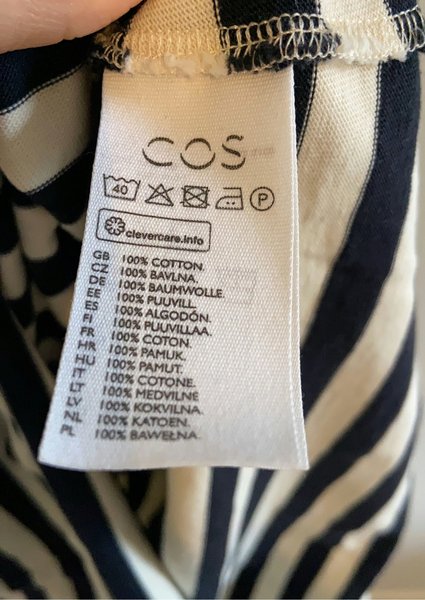 COS
40 P
clevercare.info
GB 100% COTTON.
CZ 100% BAVLNA.
DE 100% BAUMWOLLE.
EE 100% PUUVILL.
ES 100% ALGODÓN.
FI 100% PUUVILLAA.
FR 100% COTON.
HR 100% PAMUK.
HU 100% PAMUT.
IT 100% COTONE.
LT 100% MEDVILNĖ
LV 100% KOKVILNA.
NL 100% KATOEN.
PL 100% BAWEŁNA.